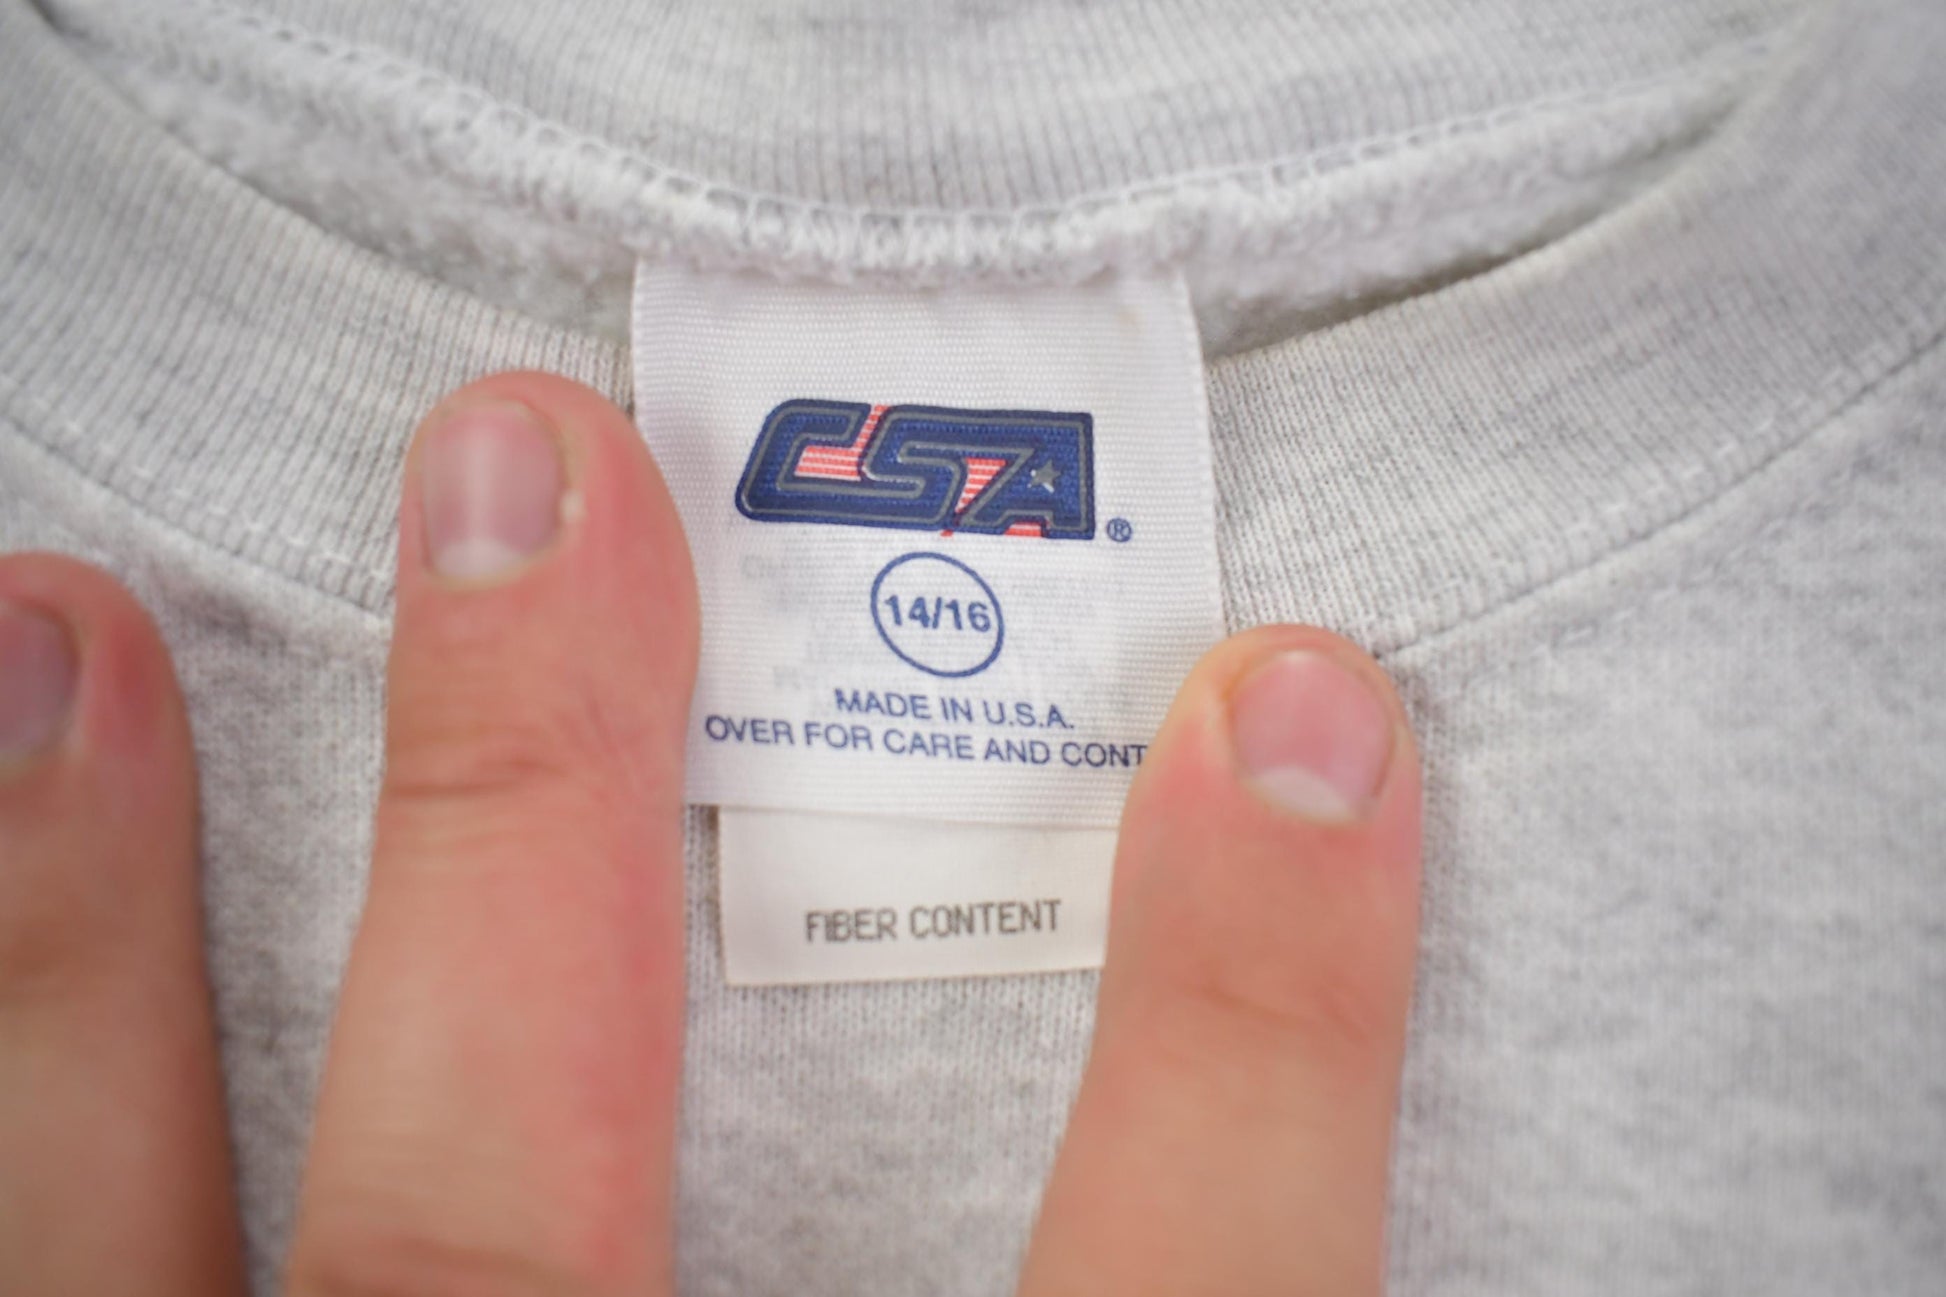 CSA®
14/16
MADE IN U.S.A.
OVER FOR CARE AND CONT
FIBER CONTENT